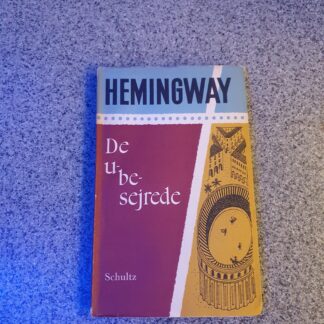 HEMINGWAY
De
u-
be-
sejrede
Schultz